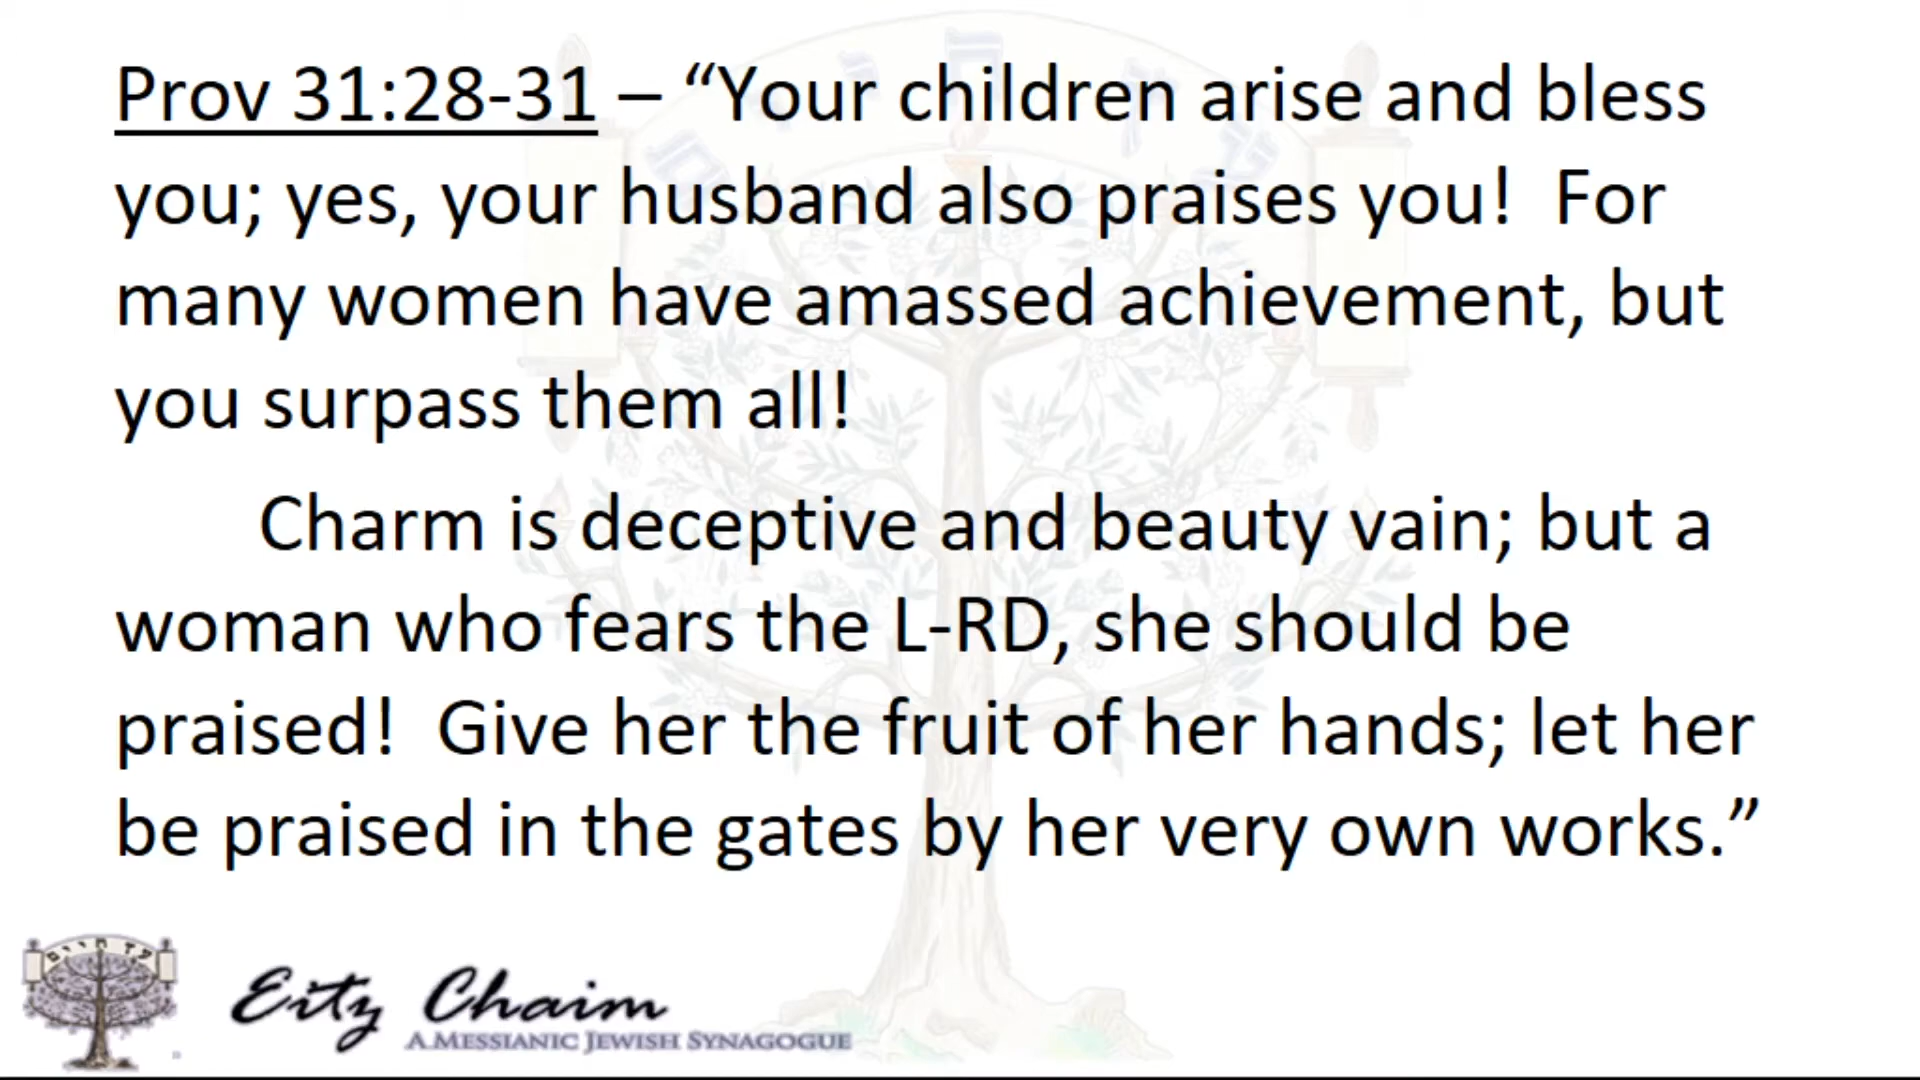 Prov 31:28-31 – “Your children arise and bless
you; yes, your husband also praises you!  For
many women have amassed achievement, but
you surpass them all!
Charm is deceptive and beauty vain; but a
woman who fears the L-RD, she should be
praised!  Give her the fruit of her hands; let her
be praised in the gates by her very own works.”
עץ חיים
Eitz Chaim
A MESSIANIC JEWISH SYNAGOGUE